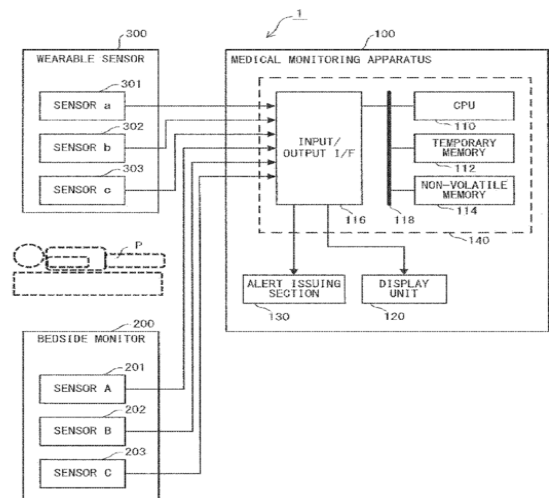 1
300
WEARABLE SENSOR
301
SENSOR a
302
SENSOR b
303
SENSOR c
P
200
BEDSIDE MONITOR
201
SENSOR A
202
SENSOR B
203
SENSOR C
100
MEDICAL MONITORING APPARATUS
INPUT/
OUTPUT I/F
116
118
CPU
110
TEMPORARY MEMORY
112
NON-VOLATILE MEMORY
114
140
ALERT ISSUING
SECTION
130
DISPLAY
UNIT
120